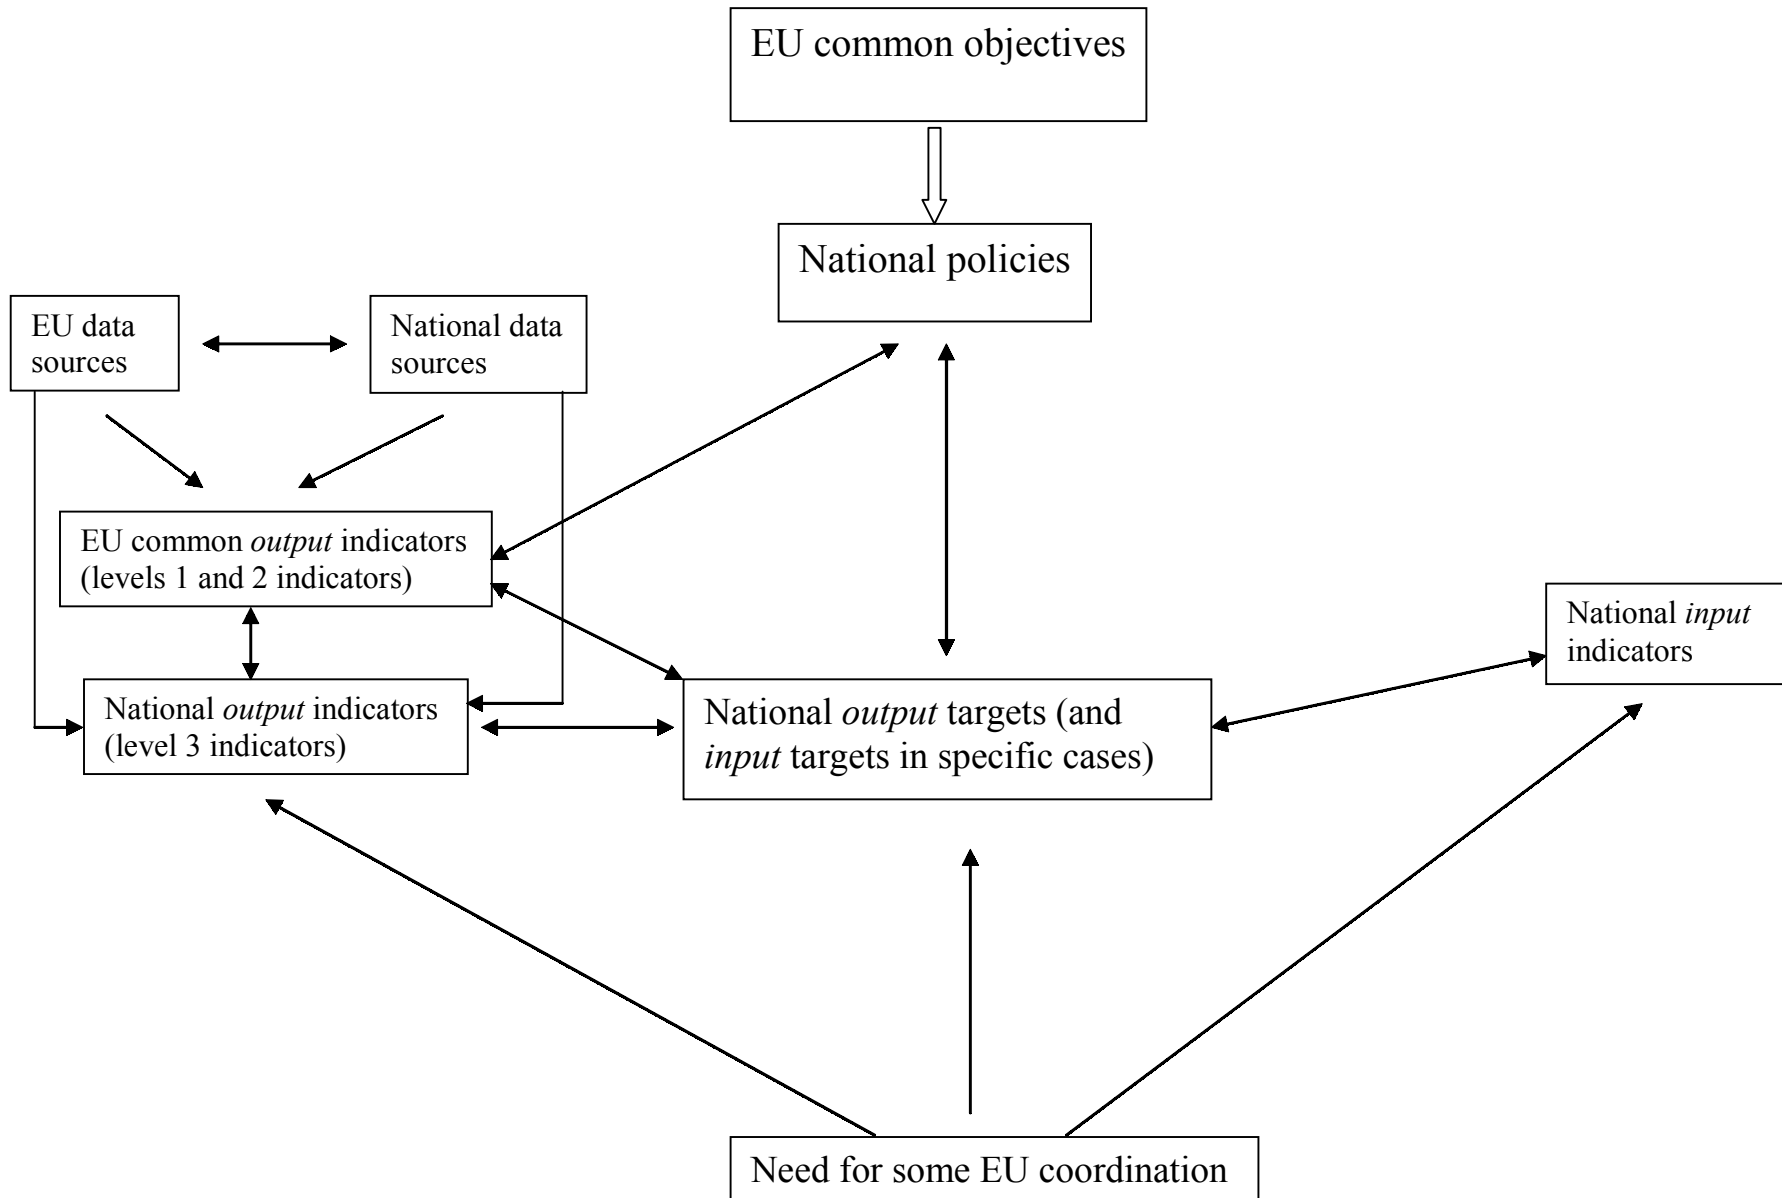 EU common objectives
National policies
EU data
sources
National data
sources
EU common output indicators
(levels 1 and 2 indicators)
National input
indicators
National output indicators
(level 3 indicators)
National output targets (and
input targets in specific cases)
Need for some EU coordination